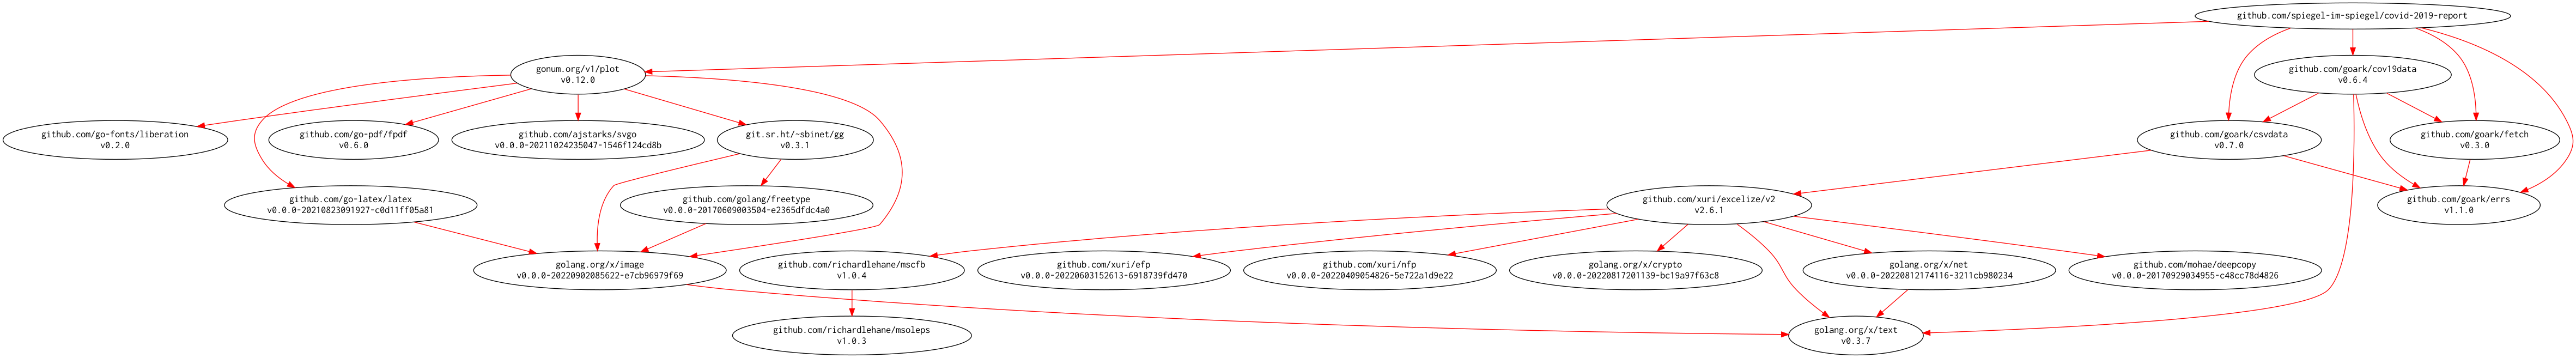 github.com/spiegel-im-spiegel/covid-2019-report
gonum.org/v1/plot
v0.12.0
github.com/goark/cov19data
v0.6.4
github.com/go-fonts/liberation
v0.2.0
github.com/go-pdf/fpdf
v0.6.0
github.com/ajstarks/svgo
v0.0.0-20211024235047-1546f124cd8b
git.sr.ht/~sbinet/gg
v0.3.1
github.com/goark/csvdata
v0.7.0
github.com/goark/fetch
v0.3.0
github.com/go-latex/latex
v0.0.0-20210823091927-c0d11ff05a81
github.com/golang/freetype
v0.0.0-20170609003504-e2365dfdc4a0
github.com/xuri/excelize/v2
v2.6.1
github.com/goark/errs
v1.1.0
golang.org/x/image
v0.0.0-20220902085622-e7cb96979f69
github.com/richardlehane/mscfb
v1.0.4
github.com/xuri/efp
v0.0.0-20220603152613-6918739fd470
github.com/xuri/nfp
v0.0.0-20220409054826-5e722a1d9e22
golang.org/x/crypto
v0.0.0-20220817201139-bc19a97f63c8
golang.org/x/net
v0.0.0-20220812174116-3211cb980234
github.com/mohae/deepcopy
v0.0.0-20170929034955-c48cc78d4826
github.com/richardlehane/msoleps
v1.0.3
golang.org/x/text
v0.3.7